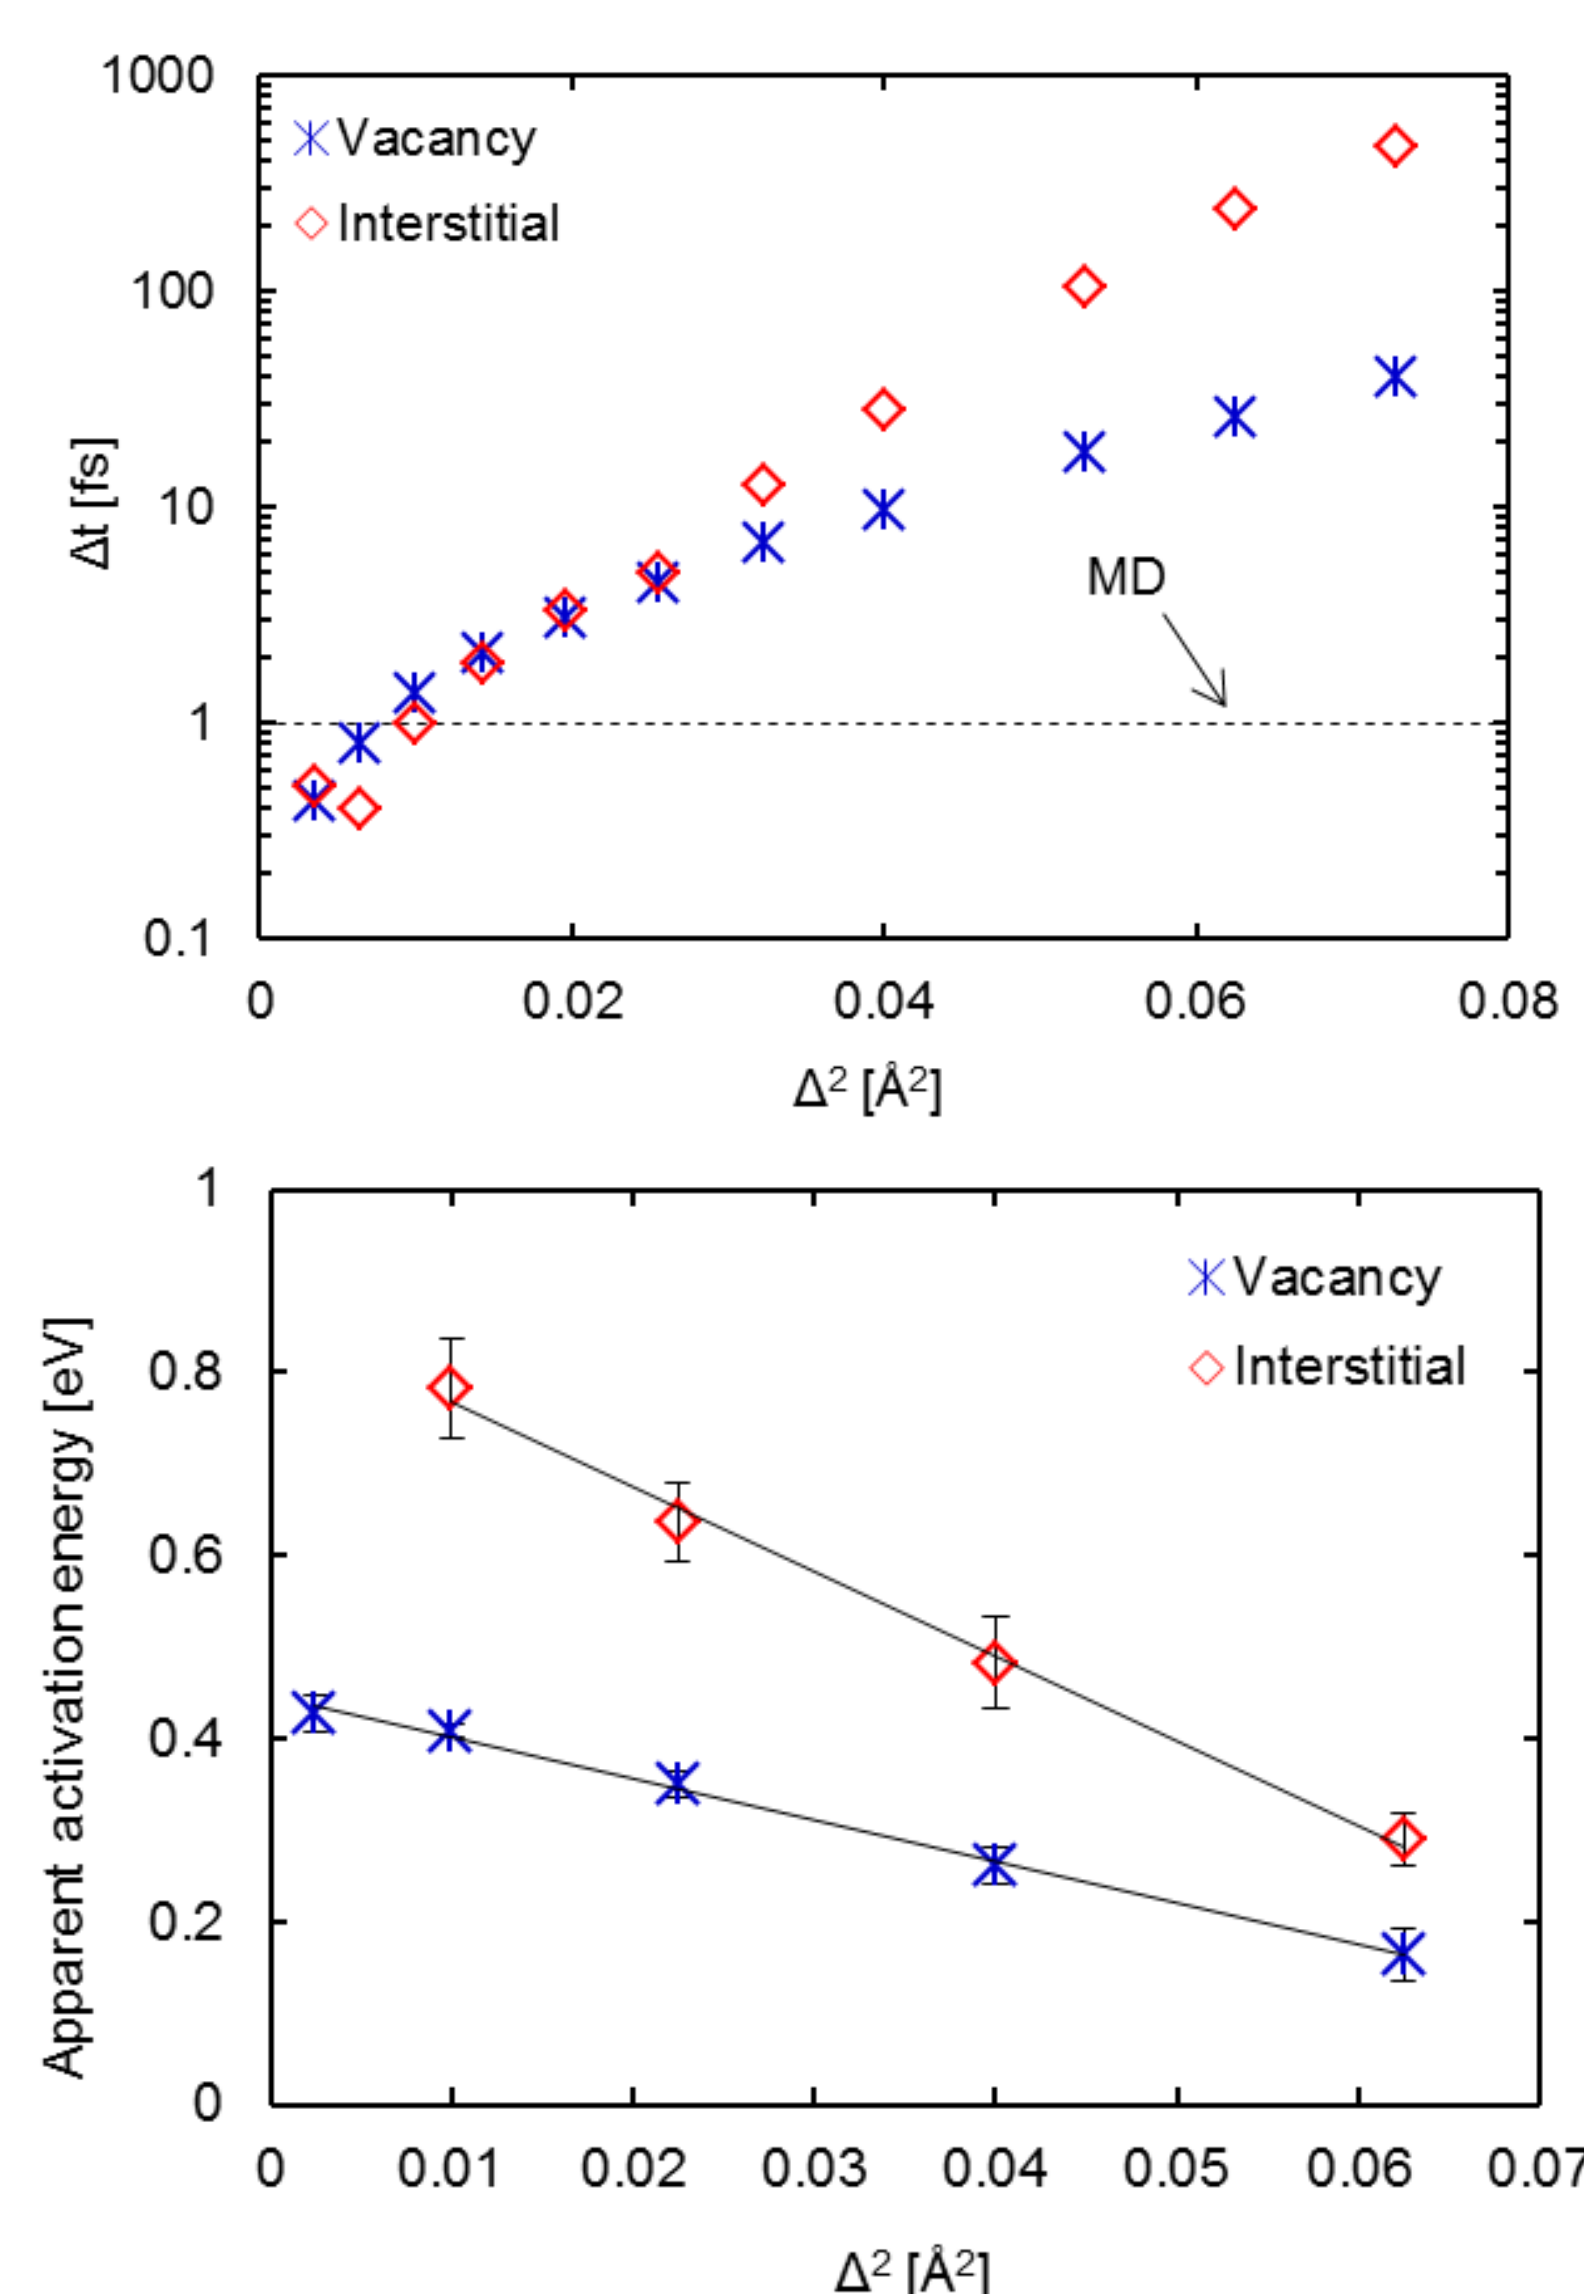 1000
Vacancy
Interstitial
100
Δt [fs]
10
MD
1
0.1
0 0.02 0.04 0.06 0.08
Δ² [Å²]
1
Vacancy
Interstitial
0.8
Apparent activation energy [eV]
0.6
0.4
0.2
0
0 0.01 0.02 0.03 0.04 0.05 0.06 0.07
Δ² [Å²]